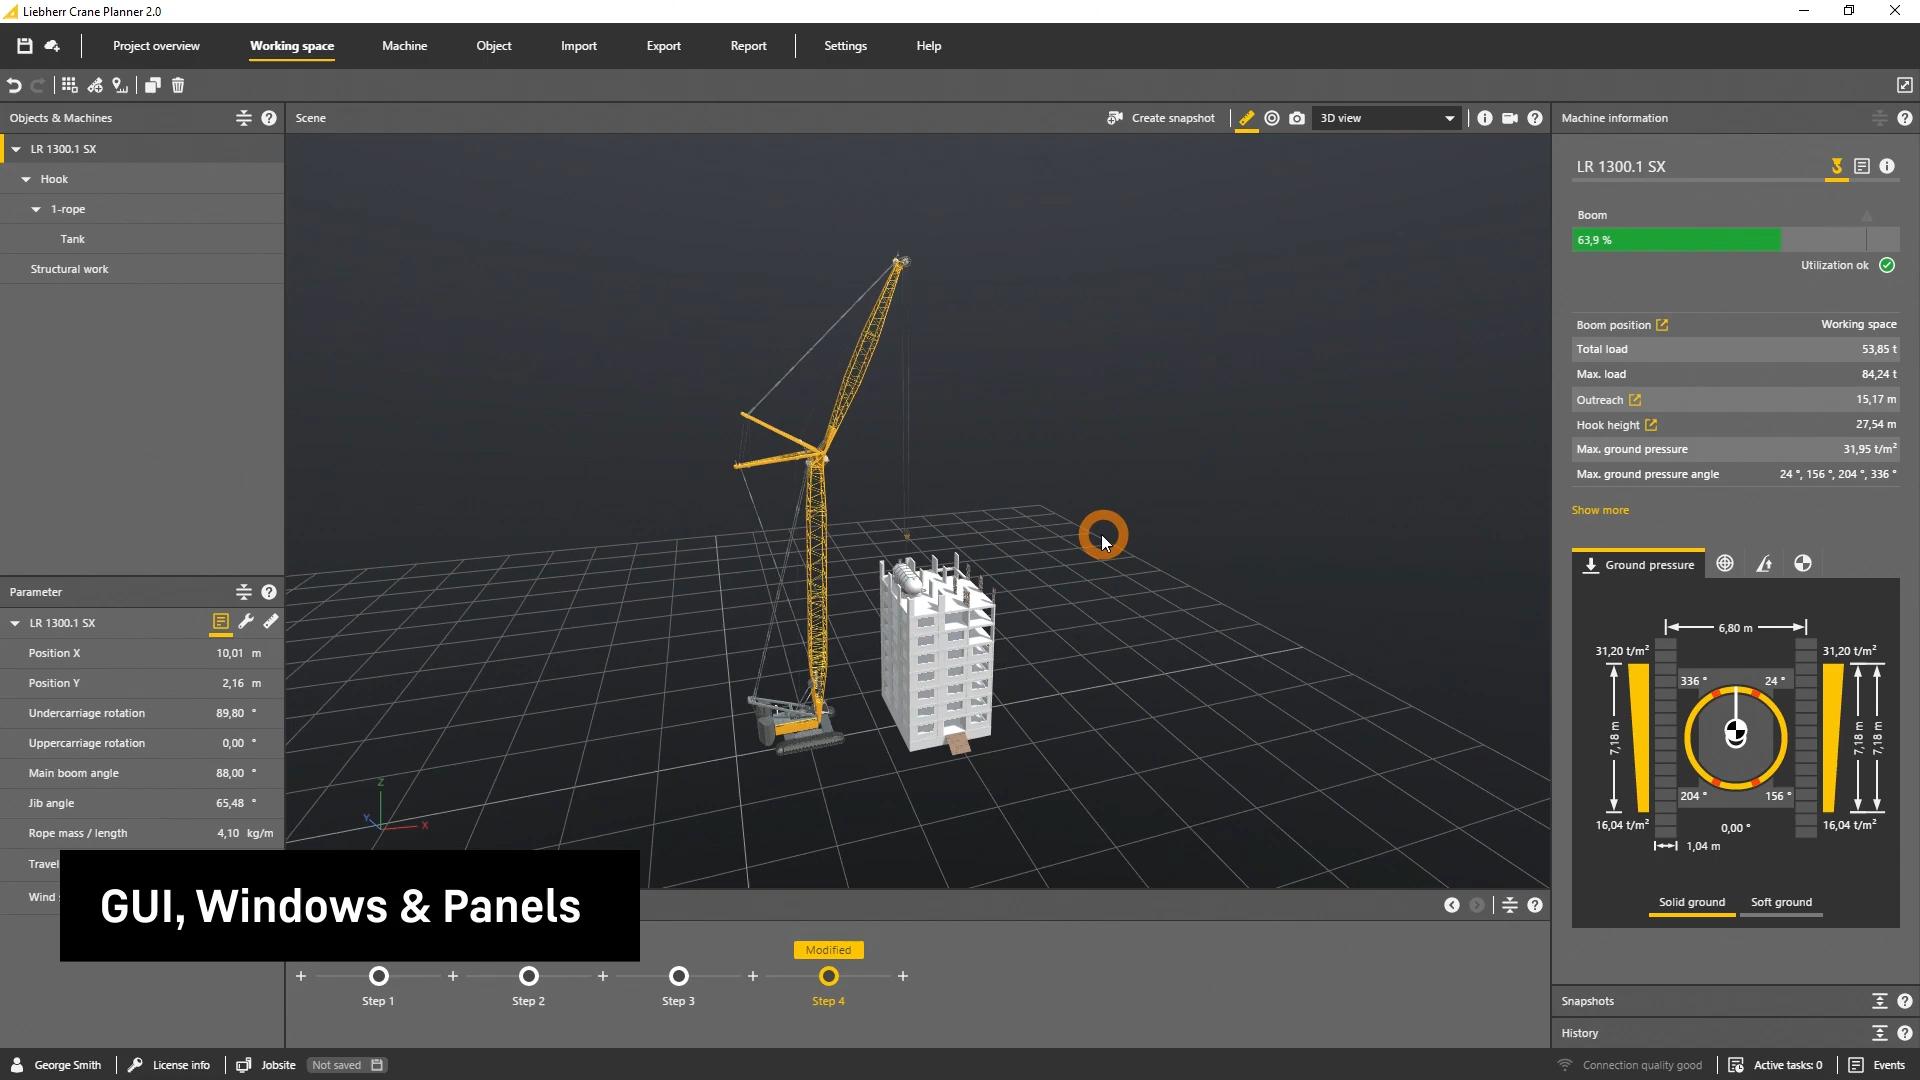 Liebherr Crane Planner 2.0
Project overview
Working space
Machine
Object
Import
Export
Report
Settings
Help
Objects & Machines
LR 1300.1 SX
Hook
1-rope
Tank
Structural work
Scene
Create snapshot
3D view
Z
Y
X
Machine information
LR 1300.1 SX
Boom
63,9 %
Utilization ok
Boom position Working space
Total load 53,85 t
Max. load 84,24 t
Outreach 15,17 m
Hook height 27,54 m
Max. ground pressure 31,95 t/m²
Max. ground pressure angle 24 °, 156 °, 204 °, 336 °
Show more
Ground pressure
6,80 m
31,20 t/m² 31,20 t/m²
336 ° 24 °
7,18 m 7,18 m 7,18 m
204 ° 156 °
16,04 t/m² 0,00 ° 16,04 t/m²
1,04 m
Solid ground Soft ground
Snapshots
History
Parameter
LR 1300.1 SX
Position X 10,01 m
Position Y 2,16 m
Undercarriage rotation 89,80 °
Uppercarriage rotation 0,00 °
Main boom angle 88,00 °
Jib angle 65,48 °
Rope mass / length 4,10 kg/m
Travel
Wind
GUI, Windows & Panels
Modified
Step 1
Step 2
Step 3
Step 4
George Smith
License info
Jobsite
Not saved
Connection quality good
Active tasks: 0
Events